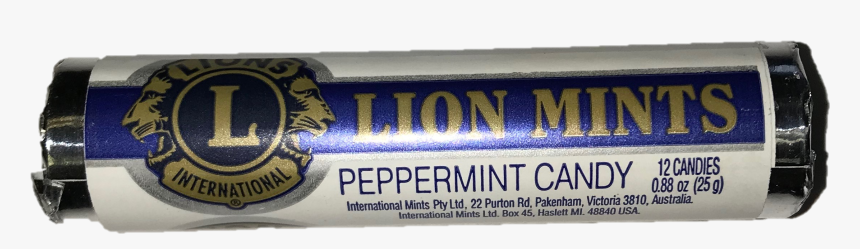 LIONS
L
INTERNATIONAL
®
LION MINTS
PEPPERMINT CANDY
12 CANDIES
0.88 oz (25 g)
International Mints Pty Ltd, 22 Purton Rd, Pakenham, Victoria 3810, Australia.
International Mints Ltd. Box 45, Haslett MI. 48840 USA.